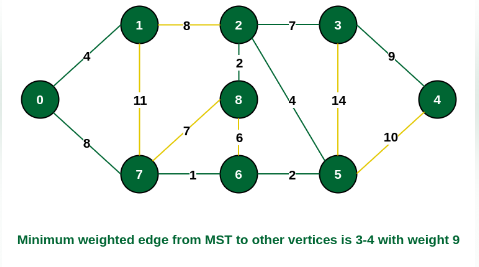 1 8 2 7 3
4 2 9
0 11 8 4 14 4
8 7 6 10
7 1 6 2 5
Minimum weighted edge from MST to other vertices is 3-4 with weight 9